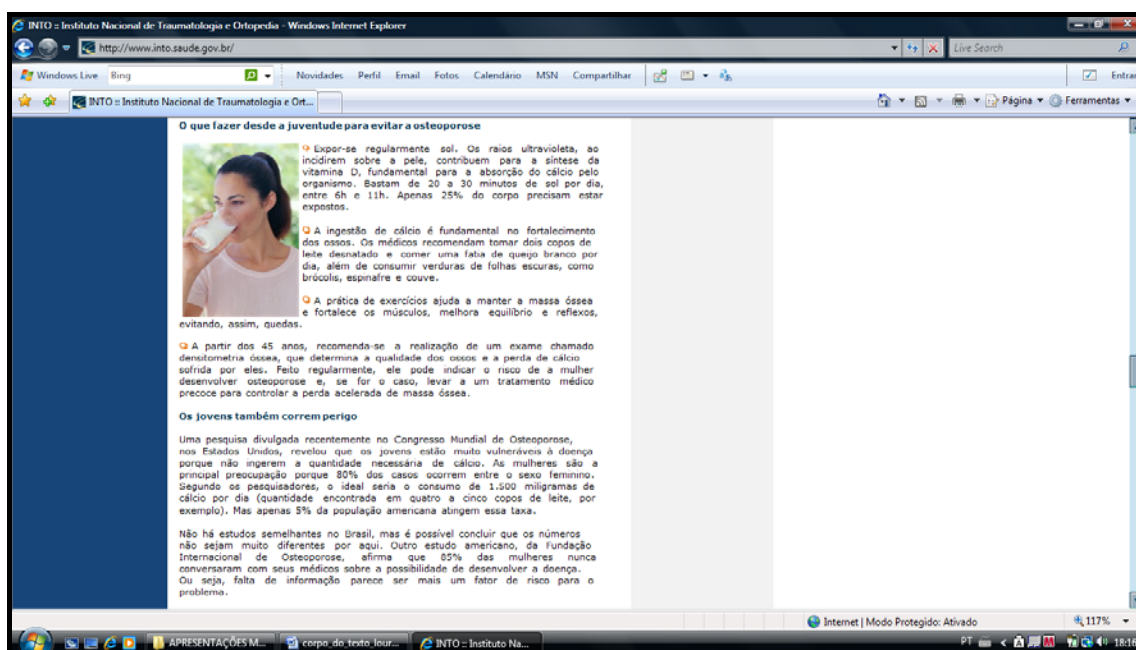 INTO :: Instituto Nacional de Traumatologia e Ortopedia - Windows Internet Explorer
http://www.into.saude.gov.br/
Live Search
Windows Live Bing Novidades Perfil Email Fotos Calendário MSN Compartilhar Entrar
INTO :: Instituto Nacional de Traumatologia e Ort... Página Ferramentas
O que fazer desde a juventude para evitar a osteoporose
Expor-se regularmente sol. Os raios ultravioleta, ao
incidirem sobre a pele, contribuem para a síntese da
vitamina D, fundamental para a absorção do cálcio pelo
organismo. Bastam de 20 a 30 minutos de sol por dia,
entre 6h e 11h. Apenas 25% do corpo precisam estar
expostos.
A ingestão de cálcio é fundamental no fortalecimento
dos ossos. Os médicos recomendam tomar dois copos de
leite desnatado e comer uma fatia de queijo branco por
dia, além de consumir verduras de folhas escuras, como
brócolis, espinafre e couve.
A prática de exercícios ajuda a manter a massa óssea
e fortalece os músculos, melhora equilíbrio e reflexos,
evitando, assim, quedas.
A partir dos 45 anos, recomenda-se a realização de um exame chamado
densitometria óssea, que determina a qualidade dos ossos e a perda de cálcio
sofrida por eles. Feito regularmente, ele pode indicar o risco de a mulher
desenvolver osteoporose e, se for o caso, levar a um tratamento médico
precoce para controlar a perda acelerada de massa óssea.
Os jovens também correm perigo
Uma pesquisa divulgada recentemente no Congresso Mundial de Osteoporose,
nos Estados Unidos, revelou que os jovens estão muito vulneráveis à doença
porque não ingerem a quantidade necessária de cálcio. As mulheres são a
principal preocupação porque 80% dos casos ocorrem entre o sexo feminino.
Segundo os pesquisadores, o ideal seria o consumo de 1.500 miligramas de
cálcio por dia (quantidade encontrada em quatro a cinco copos de leite, por
exemplo). Mas apenas 5% da população americana atingem essa taxa.
Não há estudos semelhantes no Brasil, mas é possível concluir que os números
não sejam muito diferentes por aqui. Outro estudo americano, da Fundação
Internacional de Osteoporose, afirma que 85% das mulheres nunca
conversaram com seus médicos sobre a possibilidade de desenvolver a doença.
Ou seja, falta de informação parece ser mais um fator de risco para o
problema.
Internet | Modo Protegido: Ativado 117%
APRESENTAÇÕES M... corpo_do_texto_lour... INTO :: Instituto Na... PT 18:16